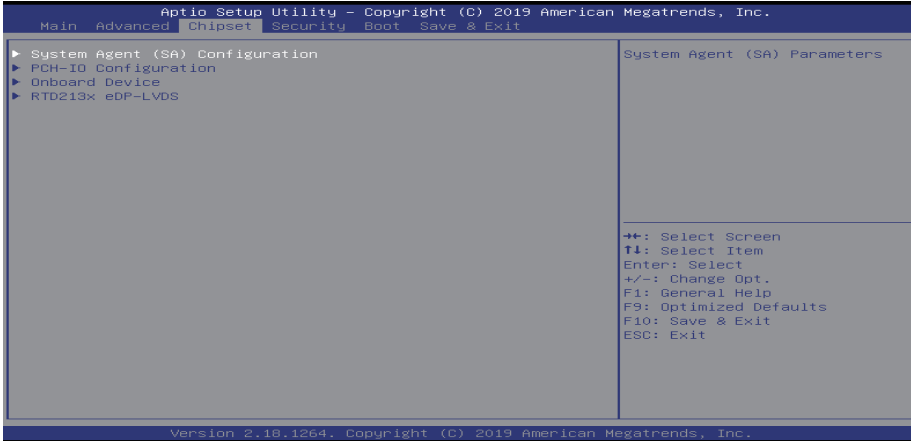 Aptio Setup Utility – Copyright (C) 2019 American Megatrends, Inc.
Main Advanced Chipset Security Boot Save & Exit
▶ System Agent (SA) Configuration
▶ PCH-IO Configuration
▶ Onboard Device
▶ RTD213x eDP-LVDS
System Agent (SA) Parameters
→←: Select Screen
↑↓: Select Item
Enter: Select
+/-: Change Opt.
F1: General Help
F9: Optimized Defaults
F10: Save & Exit
ESC: Exit
Version 2.18.1264. Copyright (C) 2019 American Megatrends, Inc.